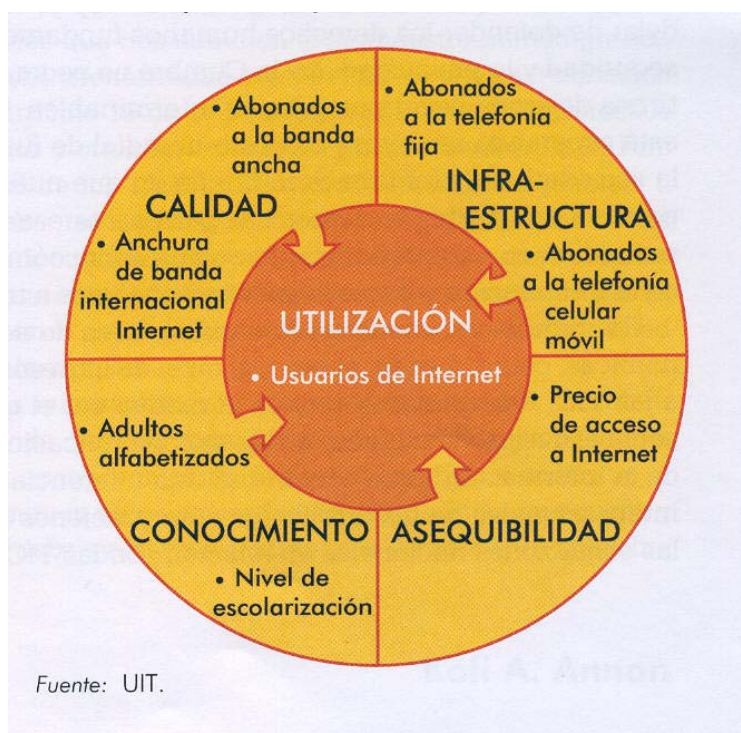 • Abonados
a la banda
ancha
CALIDAD
• Anchura
de banda
internacional
Internet
• Abonados
a la telefonía
fija
INFRA-
ESTRUCTURA
• Abonados
a la telefonía
celular
móvil
UTILIZACIÓN
• Usuarios de Internet
• Adultos
alfabetizados
CONOCIMIENTO
• Nivel de
escolarización
• Precio
de acceso
a Internet
ASEQUIBILIDAD
Fuente: UIT.